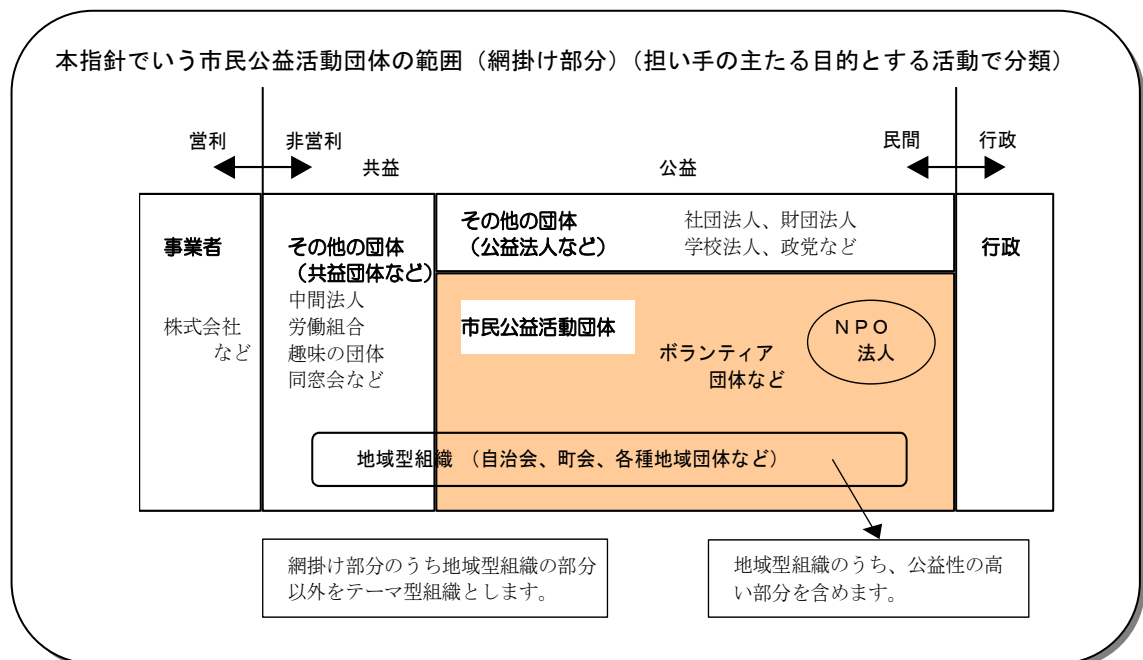 本指針でいう市民公益活動団体の範囲（網掛け部分）（担い手の主たる目的とする活動で分類）
営利
非営利
民間
行政
共益
公益
事業者
株式会社
など
その他の団体
（共益団体など）
中間法人
労働組合
趣味の団体
同窓会など
その他の団体
（公益法人など）
社団法人、財団法人
学校法人、政党など
市民公益活動団体
ボランティア
団体など
ＮＰＯ
法人
行政
地域型組織　（自治会、町会、各種地域団体など）
網掛け部分のうち地域型組織の部分
以外をテーマ型組織とします。
地域型組織のうち、公益性の高
い部分を含めます。